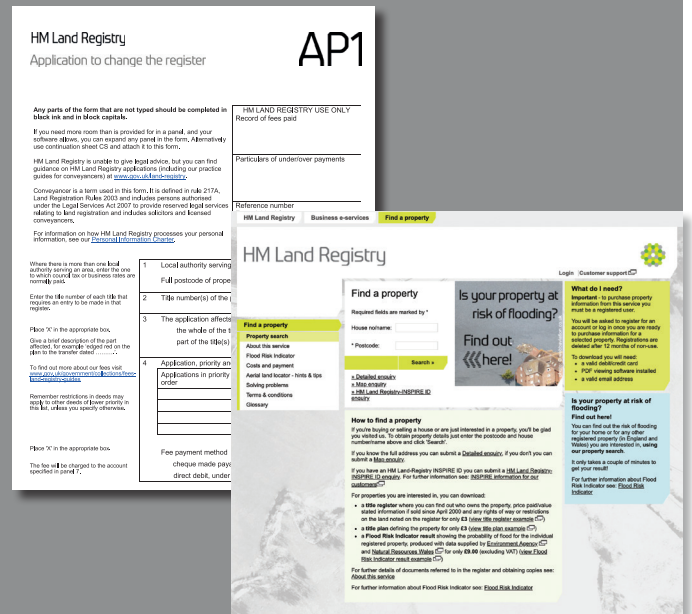 HM Land Registry
Application to change the register
AP1
Any parts of the form that are not typed should be completed in
black ink and in block capitals.
If you need more room than is provided for in a panel, and your
software allows, you can expand any panel in the form. Alternatively
use continuation sheet CS and attach it to this form.
HM Land Registry is unable to give legal advice, but you can find
guidance on HM Land Registry applications (including our practice
guides for conveyancers) at www.gov.uk/land-registry.
Conveyancer is a term used in this form. It is defined in rule 217A,
Land Registration Rules 2003 and includes persons authorised
under the Legal Services Act 2007 to provide reserved legal services
relating to land registration and includes solicitors and licensed
conveyancers.
For information on how HM Land Registry processes your personal
information, see our Personal Information Charter.
HM LAND REGISTRY USE ONLY
Record of fees paid
Particulars of under/over payments
Reference number
Where there is more than one local
authority serving an area, enter the one
to which council tax or business rates are
normally paid.
1 Local authority serving
Full postcode of prope
Enter the title number of each title that
requires an entry to be made in that
register.
2 Title number(s) of the
Place 'X' in the appropriate box.
Give a brief description of the part
affected, for example 'edged red on the
plan to the transfer dated ………'.
3 The application affects
the whole of the ti
part of the title(s)
To find out more about our fees visit
www.gov.uk/government/collections/fees-
land-registry-guides
Remember restrictions in deeds may
apply to other deeds of lower priority in
this list, unless you specify otherwise.
4 Application, priority an
Applications in priority
order
Place 'X' in the appropriate box.
The fee will be charged to the account
specified in panel 7.
Fee payment method
cheque made paya
direct debit, under
HM Land Registry Business e-services Find a property
HM Land Registry
Login Customer support
Find a property
Property search
About this service
Flood Risk Indicator
Costs and payment
Aerial land locator - hints & tips
Solving problems
Terms & conditions
Glossary
Find a property
Required fields are marked by *
House no/name:
* Postcode:
Search »
» Detailed enquiry
» Map enquiry
» HM Land Registry-INSPIRE ID
enquiry
Is your property at
risk of flooding?
Find out
here!
What do I need?
Important - to purchase property
information from this service you
must be a registered user.
You will be asked to register for an
account or log in once you are ready
to purchase information for a
selected property. Registrations are
deleted after 12 months of non-use.
To download you will need:
• a valid debit/credit card
• PDF viewing software installed
• a valid email address
Is your property at risk of
flooding?
Find out here!
You can find out the risk of flooding
for your home or for any other
registered property (in England and
Wales) you are interested in, using
our property search.
It only takes a couple of minutes to
get your result!
For further information about Flood
Risk Indicator see: Flood Risk
Indicator
How to find a property
If you're buying or selling a house or are just interested in a property, you'll be glad
you visited us. To obtain property details just enter the postcode and house
number/name above and click 'Search'.
If you know the full address you can submit a Detailed enquiry, if you don't you can
submit a Map enquiry.
If you have an HM Land-Registry INSPIRE ID you can submit a HM Land Registry-
INSPIRE ID enquiry. For further information see: INSPIRE information for our
customers
For properties you are interested in, you can download:
• a title register where you can find out who owns the property, price paid/value
stated information if sold since April 2000 and any rights of way or restrictions
on the land noted on the register for only £3 (view title register example)
• a title plan defining the property for only £3 (view title plan example)
• a Flood Risk Indicator result showing the probability of flood for the individual
registered property, produced with data supplied by Environment Agency
and Natural Resources Wales for only £9.00 (excluding VAT) (view Flood
Risk Indicator result example)
For further details of documents referred to in the register and obtaining copies see:
About this service
For further information about Flood Risk Indicator see: Flood Risk Indicator